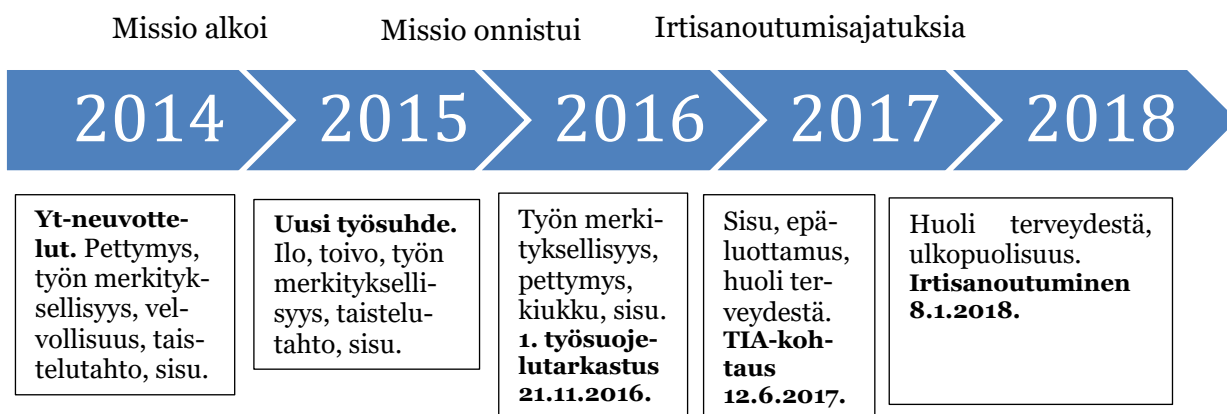 Missio alkoi
Missio onnistui
Irtisanoutumisajatuksia
2014
2015
2016
2017
2018
Yt-neuvotte-
lut. Pettymys,
työn merkityk-
sellisyys, vel-
vollisuus, tais-
telutahto, sisu.
Uusi työsuhde.
Ilo, toivo, työn
merkitykselli-
syys, taistelu-
tahto, sisu.
Työn merki-
tyksellisyys,
pettymys,
kiukku, sisu.
1. työsuoje-
lutarkastus
21.11.2016.
Sisu, epä-
luottamus,
huoli ter-
veydestä.
TIA-koh-
taus
12.6.2017.
Huoli terveydestä,
ulkopuolisuus.
Irtisanoutuminen
8.1.2018.